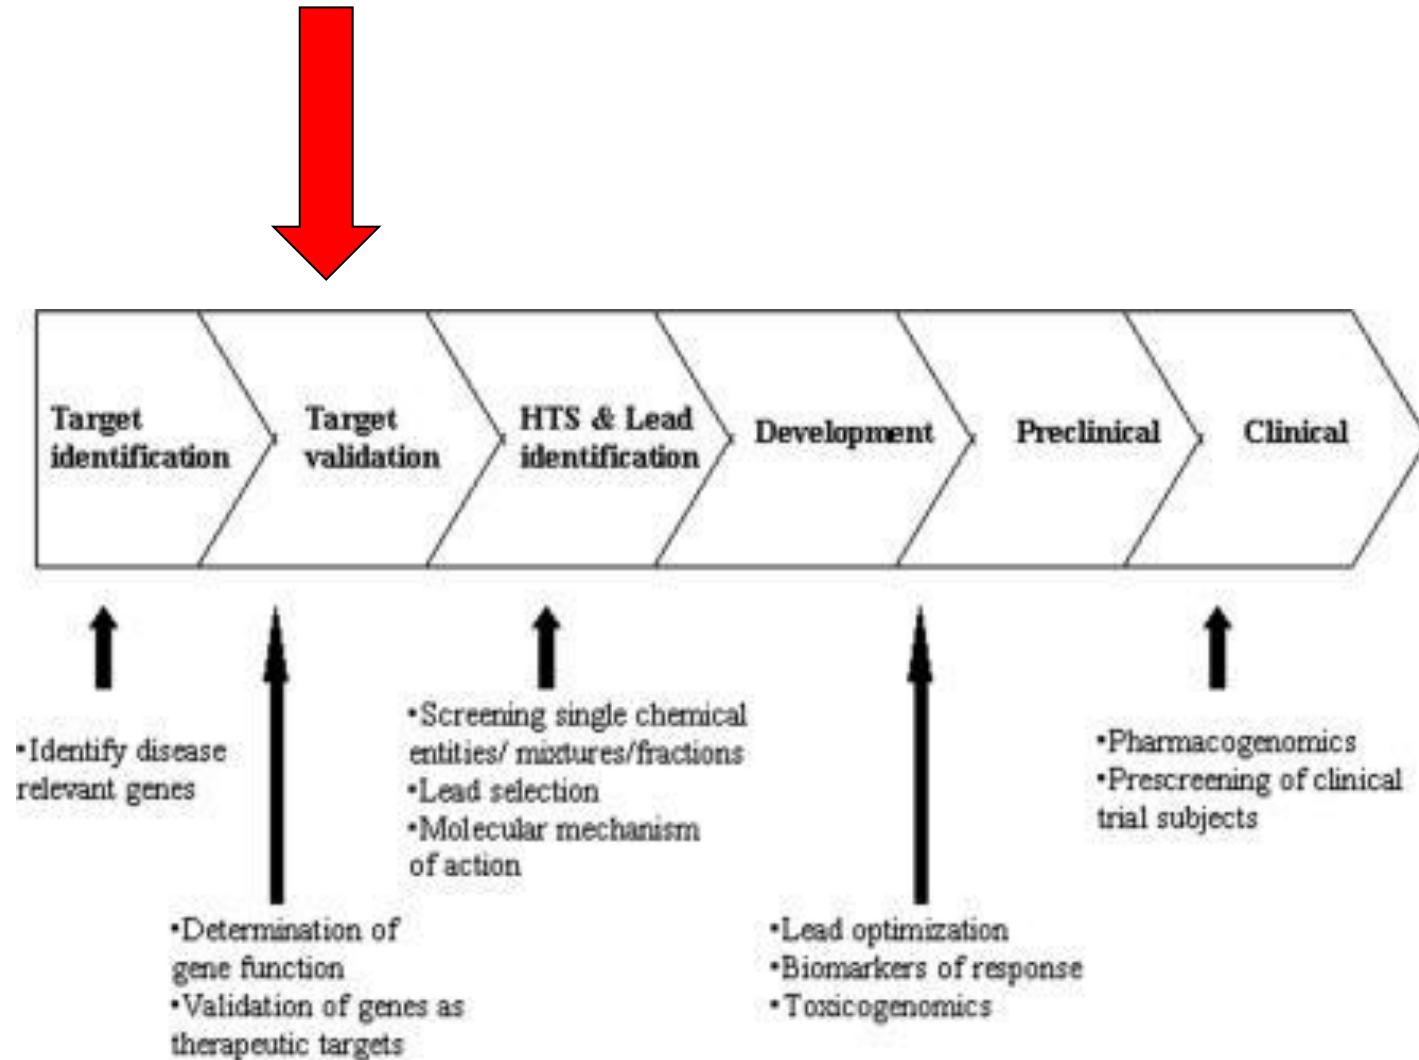 Target
identification
Target
validation
HTS & Lead
identification
Development
Preclinical
Clinical
•Identify disease
relevant genes
•Determination of
gene function
•Validation of genes as
therapeutic targets
•Screening single chemical
entities/ mixtures/fractions
•Lead selection
•Molecular mechanism
of action
•Lead optimization
•Biomarkers of response
•Toxicogenomics
•Pharmacogenomics
•Prescreening of clinical
trial subjects